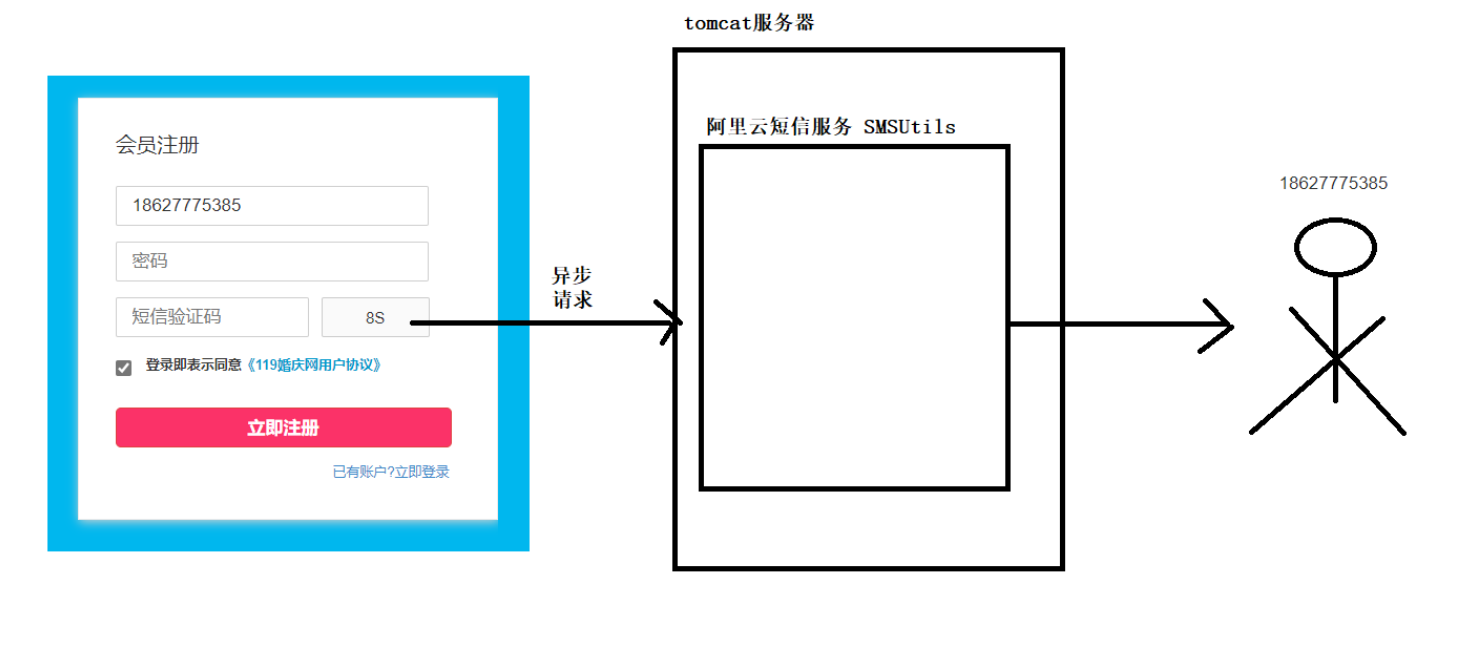 tomcat服务器
阿里云短信服务 SMSUtils
会员注册
18627775385
密码
短信验证码
8S
登录即表示同意《119婚庆网用户协议》
立即注册
已有账户?立即登录
异步
请求
18627775385